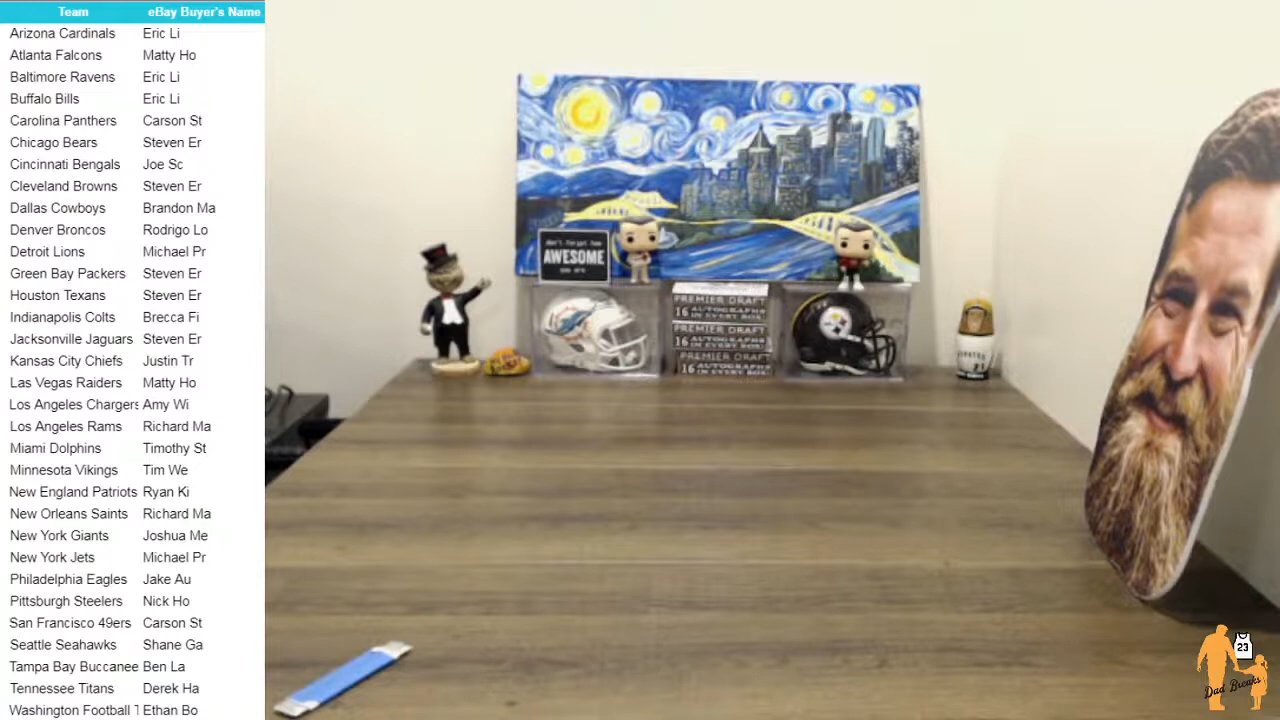 Team eBay Buyer's Name
Arizona Cardinals Eric Li
Atlanta Falcons Matty Ho
Baltimore Ravens Eric Li
Buffalo Bills Eric Li
Carolina Panthers Carson St
Chicago Bears Steven Er
Cincinnati Bengals Joe Sc
Cleveland Browns Steven Er
Dallas Cowboys Brandon Ma
Denver Broncos Rodrigo Lo
Detroit Lions Michael Pr
Green Bay Packers Steven Er
Houston Texans Steven Er
Indianapolis Colts Brecca Fi
Jacksonville Jaguars Steven Er
Kansas City Chiefs Justin Tr
Las Vegas Raiders Matty Ho
Los Angeles Chargers Amy Wi
Los Angeles Rams Richard Ma
Miami Dolphins Timothy St
Minnesota Vikings Tim We
New England Patriots Ryan Ki
New Orleans Saints Richard Ma
New York Giants Joshua Me
New York Jets Michael Pr
Philadelphia Eagles Jake Au
Pittsburgh Steelers Nick Ho
San Francisco 49ers Carson St
Seattle Seahawks Shane Ga
Tampa Bay Buccanee Ben La
Tennessee Titans Derek Ha
Washington Football T Ethan Bo
don't forget how
AWESOME
you are
PREMIER DRAFT
16 AUTOGRAPHS
IN EVERY BOX!
PREMIER DRAFT
16 AUTOGRAPHS
IN EVERY BOX!
PREMIER DRAFT
16 AUTOGRAPHS
IN EVERY BOX!
23
Dad Breaks